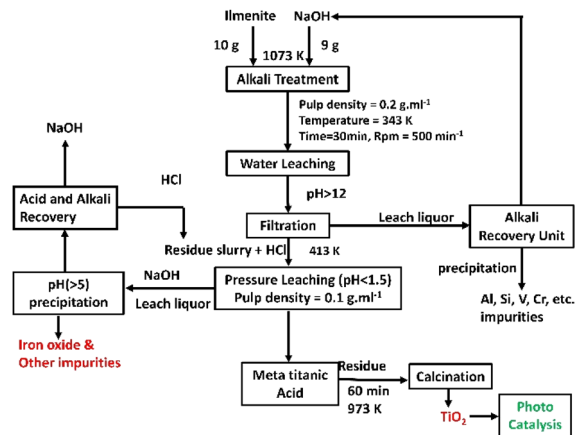 Ilmenite NaOH
10 g 9 g
1073 K
Alkali Treatment
Pulp density = 0.2 g.ml-1
Temperature = 343 K
Time=30min, Rpm = 500 min-1
NaOH
Water Leaching
HCl
pH>12
Acid and Alkali
Recovery
Filtration
Leach liquor
Alkali
Recovery Unit
Residue slurry + HCl
413 K
precipitation
NaOH
pH(>5)
precipitation
Leach liquor
Pressure Leaching (pH<1.5)
Pulp density = 0.1 g.ml-1
Al, Si, V, Cr, etc.
impurities
Iron oxide &
Other impurities
Residue
Meta titanic
Acid
60 min
973 K
Calcination
TiO2
Photo
Catalysis